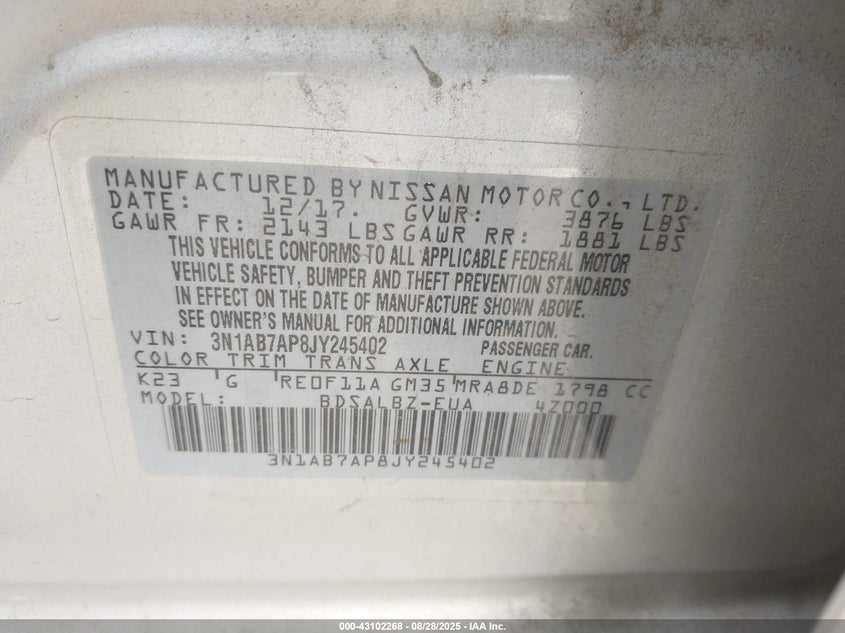 MANUFACTURED BY NISSAN MOTOR CO., LTD.
DATE: 12/17. GVWR: 3876 LBS
GAWR FR: 2143 LBS GAWR RR: 1881 LBS
THIS VEHICLE CONFORMS TO ALL APPLICABLE FEDERAL MOTOR
VEHICLE SAFETY, BUMPER AND THEFT PREVENTION STANDARDS
IN EFFECT ON THE DATE OF MANUFACTURE SHOWN ABOVE.
SEE OWNER'S MANUAL FOR ADDITIONAL INFORMATION.
VIN: 3N1AB7AP8JY245402 PASSENGER CAR.
COLOR TRIM TRANS AXLE ENGINE
K23 G RE0F11A GM35 MRA8DE 1798 CC
MODEL: BDSALBZ-EUA 4Z000
3N1AB7AP8JY245402
000-43102268 | 08/28/2025 - IAA Inc.